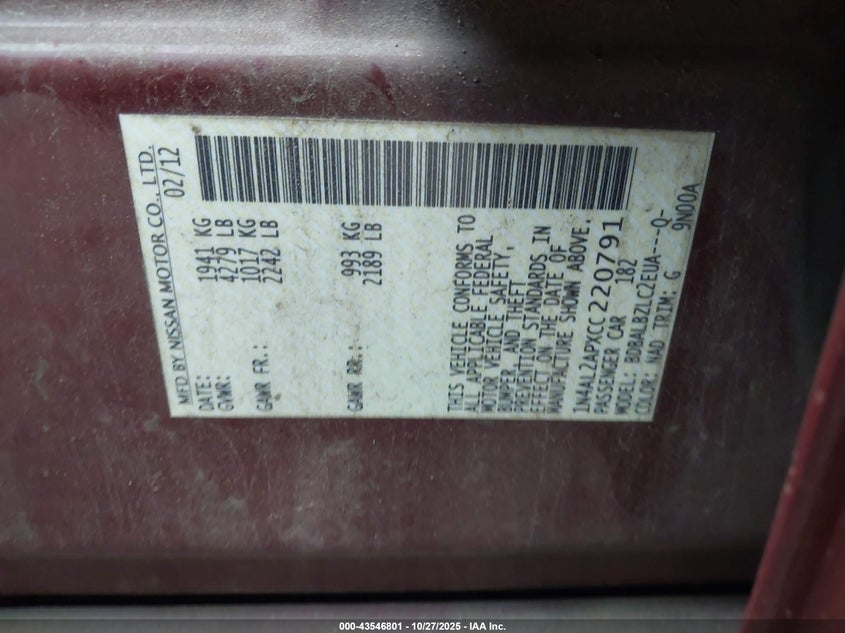 MFD BY NISSAN MOTOR CO., LTD.
DATE: 02/12
GVWR: 1941 KG
4279 LB
GAWR FR.: 1017 KG
2242 LB
GAWR RR.: 993 KG
2189 LB
THIS VEHICLE CONFORMS TO
ALL APPLICABLE FEDERAL
MOTOR VEHICLE SAFETY,
BUMPER, AND THEFT
PREVENTION STANDARDS IN
EFFECT ON THE DATE OF
MANUFACTURE SHOWN ABOVE.
1N4AL2APXCC220791
PASSENGER CAR 182
MODEL: BDBALBZLC2EUA----Q-
COLOR: NAD TRIM: G 9N00A
000-43546801 / 10/27/2025 - IAA Inc.